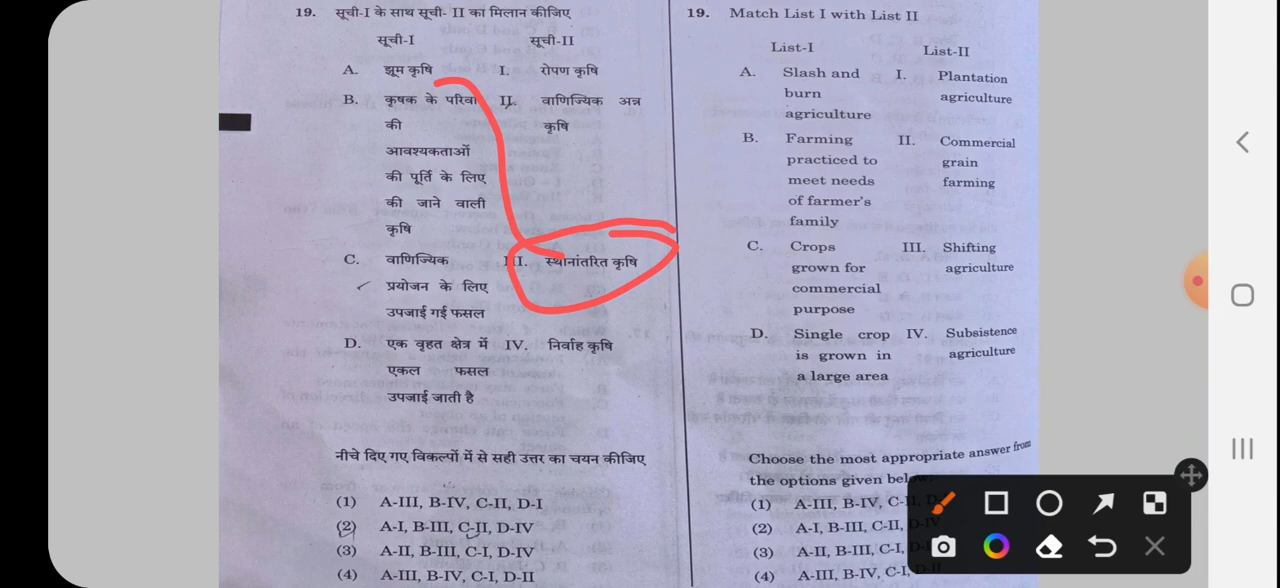 19. सूची-I के साथ सूची- II का मिलान कीजिए
सूची-I सूची-II
A. झूम कृषि I. रोपण कृषि
B. कृषक के परिवा II. वाणिज्यिक अन्न
की कृषि
आवश्यकताओं
की पूर्ति के लिए
की जाने वाली
कृषि
C. वाणिज्यिक III. स्थानांतरित कृषि
प्रयोजन के लिए
उपजाई गई फसल
D. एक वृहत क्षेत्र में IV. निर्वाह कृषि
एकल फसल
उपजाई जाती है
नीचे दिए गए विकल्पों में से सही उत्तर का चयन कीजिए
(1) A-III, B-IV, C-II, D-I
(2) A-I, B-III, C-II, D-IV
(3) A-II, B-III, C-I, D-IV
(4) A-III, B-IV, C-I, D-II
19. Match List I with List II
List-I List-II
A. Slash and I. Plantation
burn agriculture
agriculture
B. Farming II. Commercial
practiced to grain
meet needs farming
of farmer's
family
C. Crops III. Shifting
grown for agriculture
commercial
purpose
D. Single crop IV. Subsistence
is grown in agriculture
a large area
Choose the most appropriate answer from
the options given bel
(1) A-III, B-IV, C-
(2) A-I, B-III, C-II,
(3) A-II, B-III, C-I,
(4) A-III, B-IV, C-I,